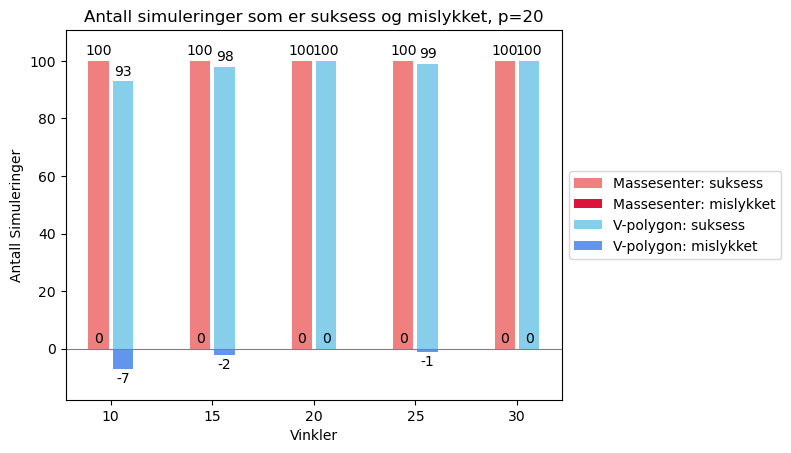 Antall simuleringer som er suksess og mislykket, p=20
100 100 100 100 100 100 100
93 98 99
100
80
60
40
20
0
0 0 0 0 0 0 0
-7 -2 -1
10 15 20 25 30
Vinkler
Antall Simuleringer
Massesenter: suksess
Massesenter: mislykket
V-polygon: suksess
V-polygon: mislykket